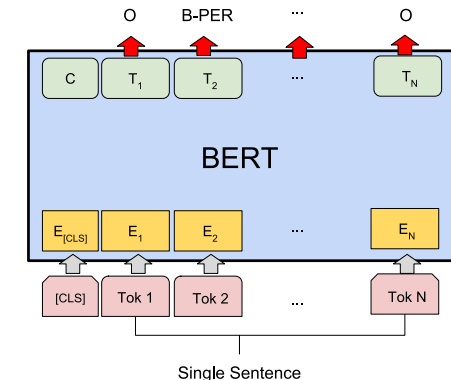 O B-PER ... O
C T1 T2 ... TN
BERT
E[CLS] E1 E2 ... EN
[CLS] Tok 1 Tok 2 ... Tok N
Single Sentence